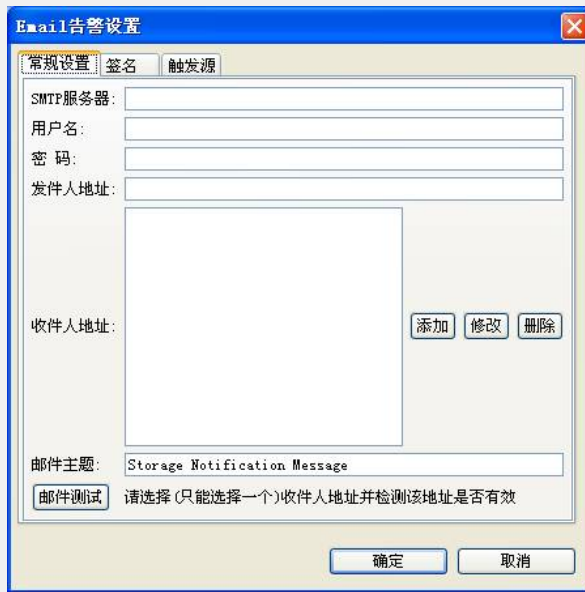 Email告警设置
常规设置 签名 触发源
SMTP服务器:
用户名:
密 码:
发件人地址:
收件人地址: 添加 修改 删除
邮件主题: Storage Notification Message
邮件测试 请选择(只能选择一个)收件人地址并检测该地址是否有效
确定 取消